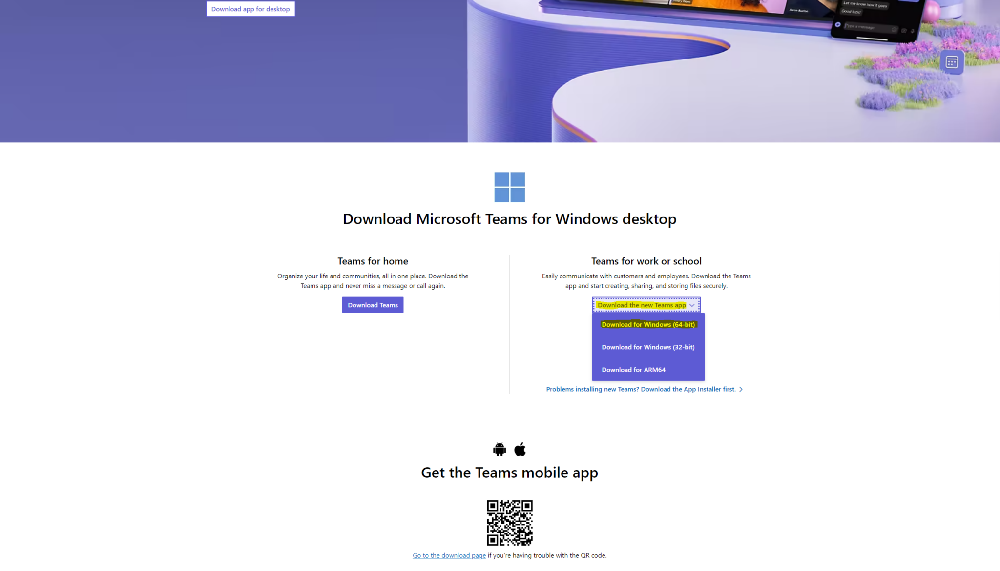 Download app for desktop
Hillary Reyes
Aaron Buxton
Let me know how it goes
Good luck!
Type a message
Download Microsoft Teams for Windows desktop
Teams for home
Organize your life and communities, all in one place. Download the
Teams app and never miss a message or call again.
Download Teams
Teams for work or school
Easily communicate with customers and employees. Download the Teams
app and start creating, sharing, and storing files securely.
Download the new Teams app
Download for Windows (64-bit)
Download for Windows (32-bit)
Download for ARM64
Problems installing new Teams? Download the App Installer first.
Get the Teams mobile app
Go to the download page if you're having trouble with the QR code.